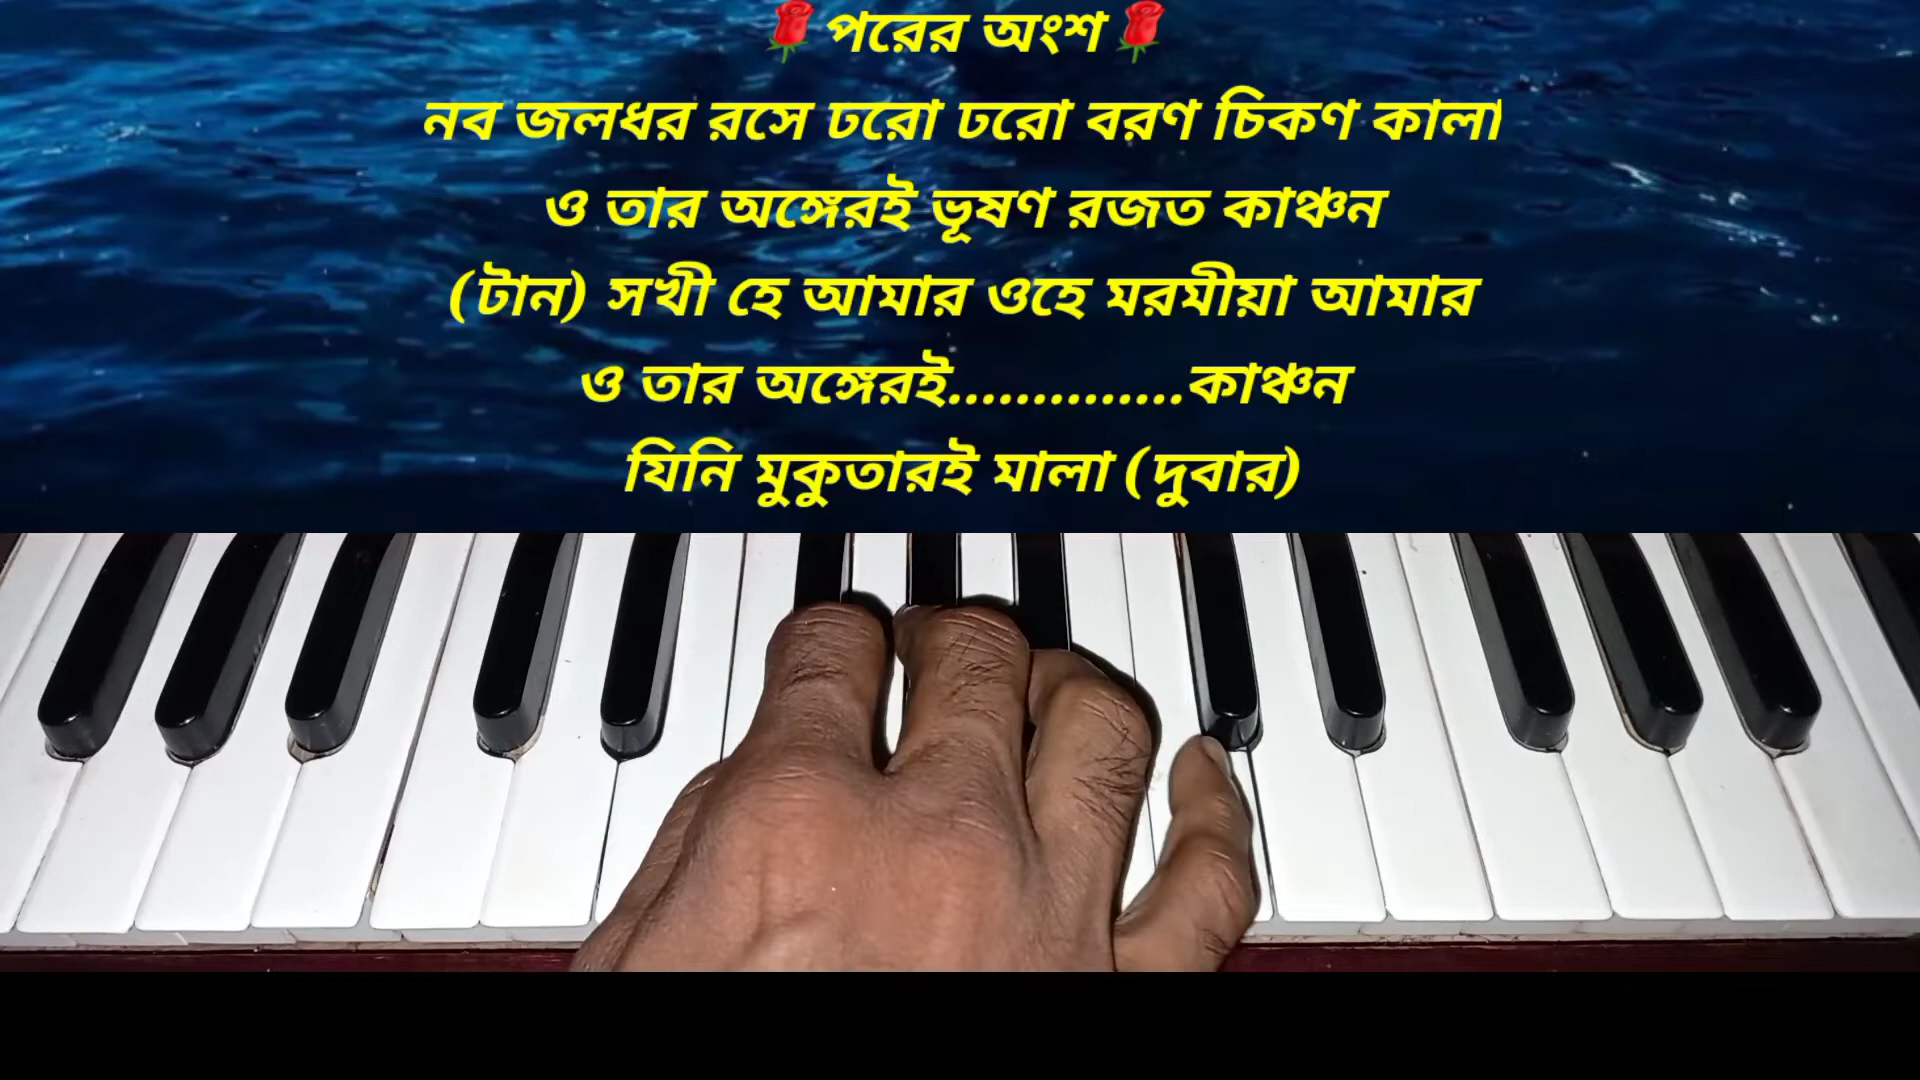 🌹পরের অংশ🌹
নব জলধর রসে ঢরো ঢরো বরণ চিকণ কালা
ও তার অঙ্গেরই ভূষণ রজত কাঞ্চন
(টান) সখী হে আমার ওহে মরমীয়া আমার
ও তার অঙ্গেরই..............কাঞ্চন
যিনি মুকুতারই মালা (দুবার)